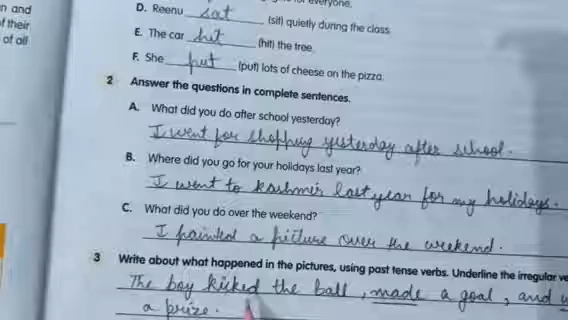 n and
f their
of all
everyone.
D. Reenu sat (sit) quietly during the class.
E. The car hit (hit) the tree.
F. She put (put) lots of cheese on the pizza.
2 Answer the questions in complete sentences.
A. What did you do after school yesterday?
I went for shopping yesterday after school.
B. Where did you go for your holidays last year?
I went to Kashmir last year for my holidays.
C. What did you do over the weekend?
I painted a picture over the weekend.
3 Write about what happened in the pictures, using past tense verbs. Underline the irregular ve
The boy kicked the ball, made a goal, and
a prize.